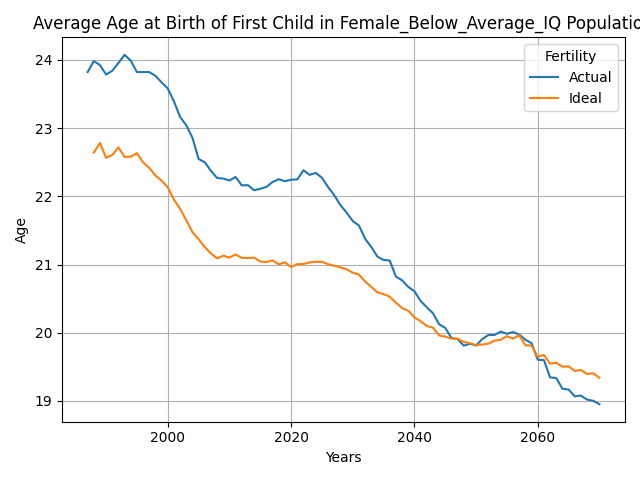 Average Age at Birth of First Child in Female_Below_Average_IQ Populatio
Fertility
Actual
Ideal
24
23
22
21
20
19
Age
2000
2020
2040
2060
Years